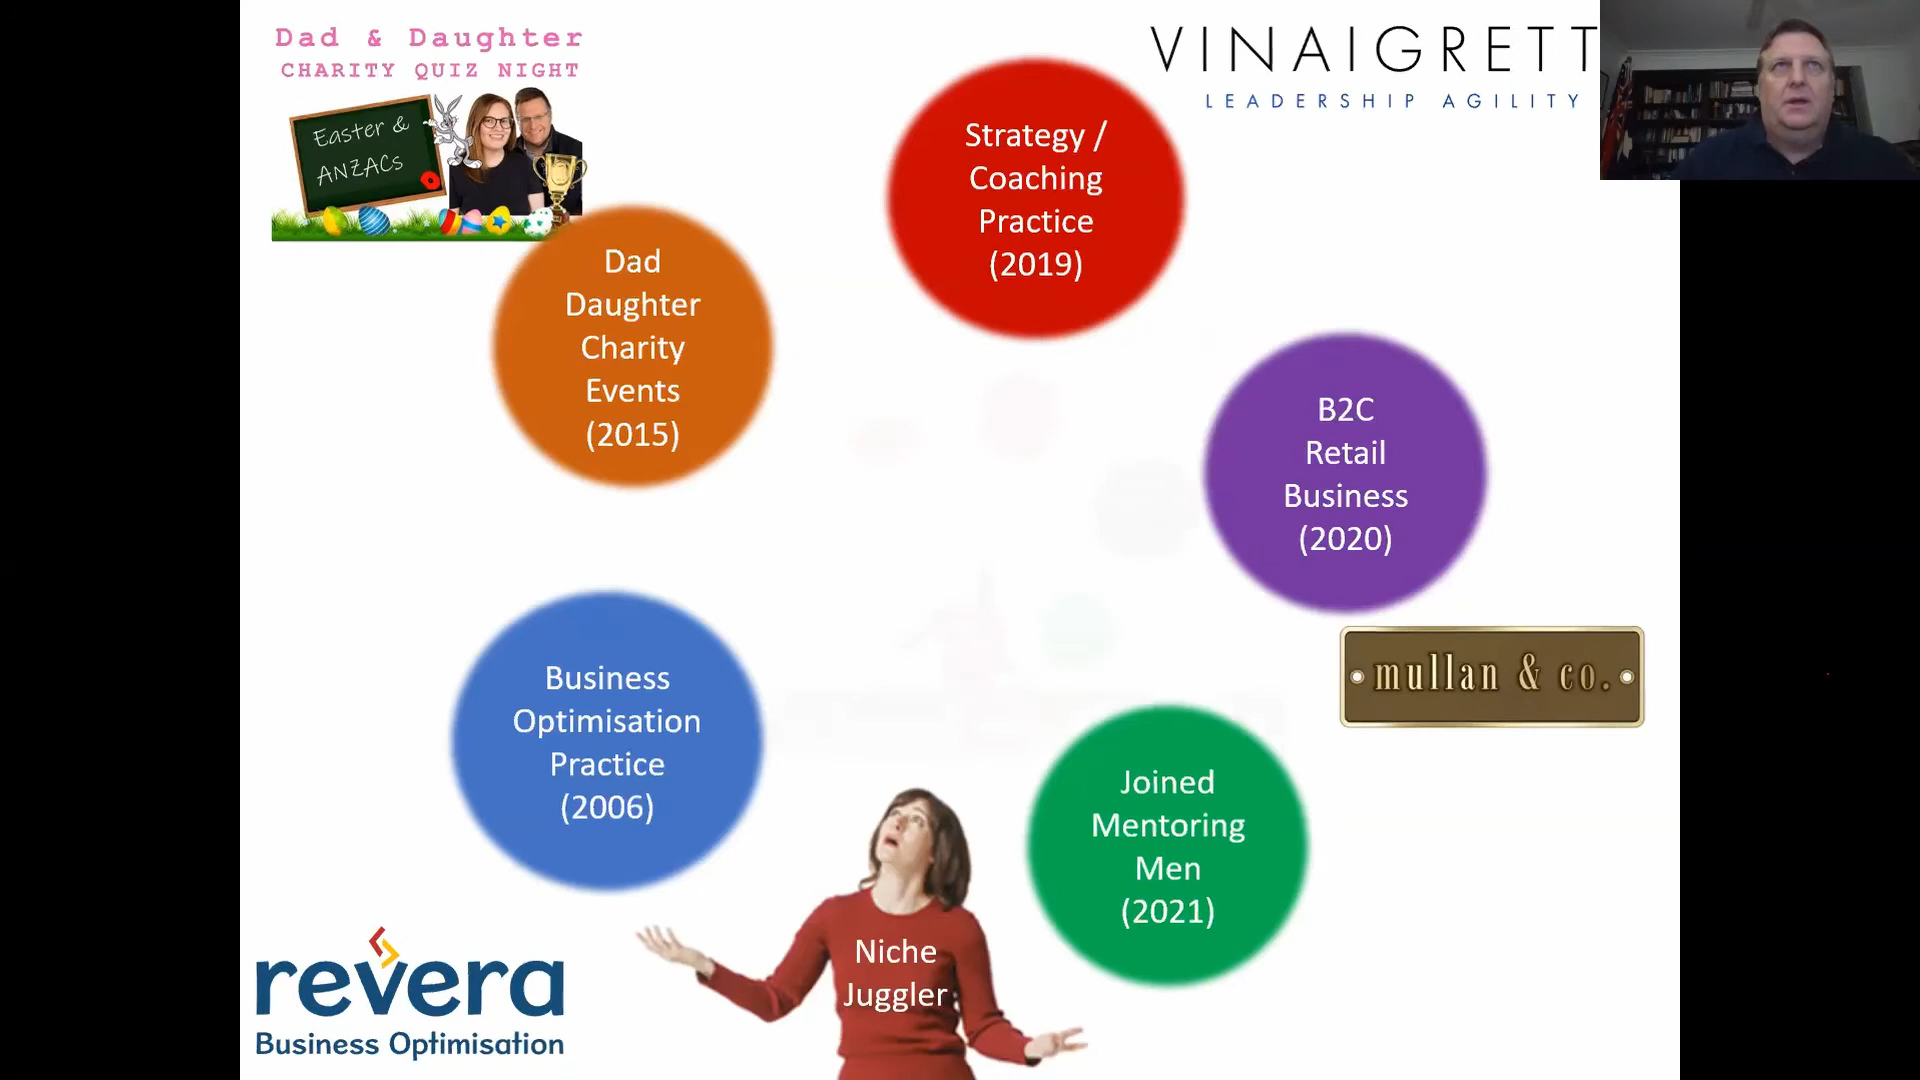 Dad & Daughter
CHARITY QUIZ NIGHT
Easter &
ANZACs
VINAIGRETT
LEADERSHIP AGILITY
Strategy /
Coaching
Practice
(2019)
Dad
Daughter
Charity
Events
(2015)
B2C
Retail
Business
(2020)
mullan & co.
Business
Optimisation
Practice
(2006)
Joined
Mentoring
Men
(2021)
Niche
Juggler
revera
Business Optimisation